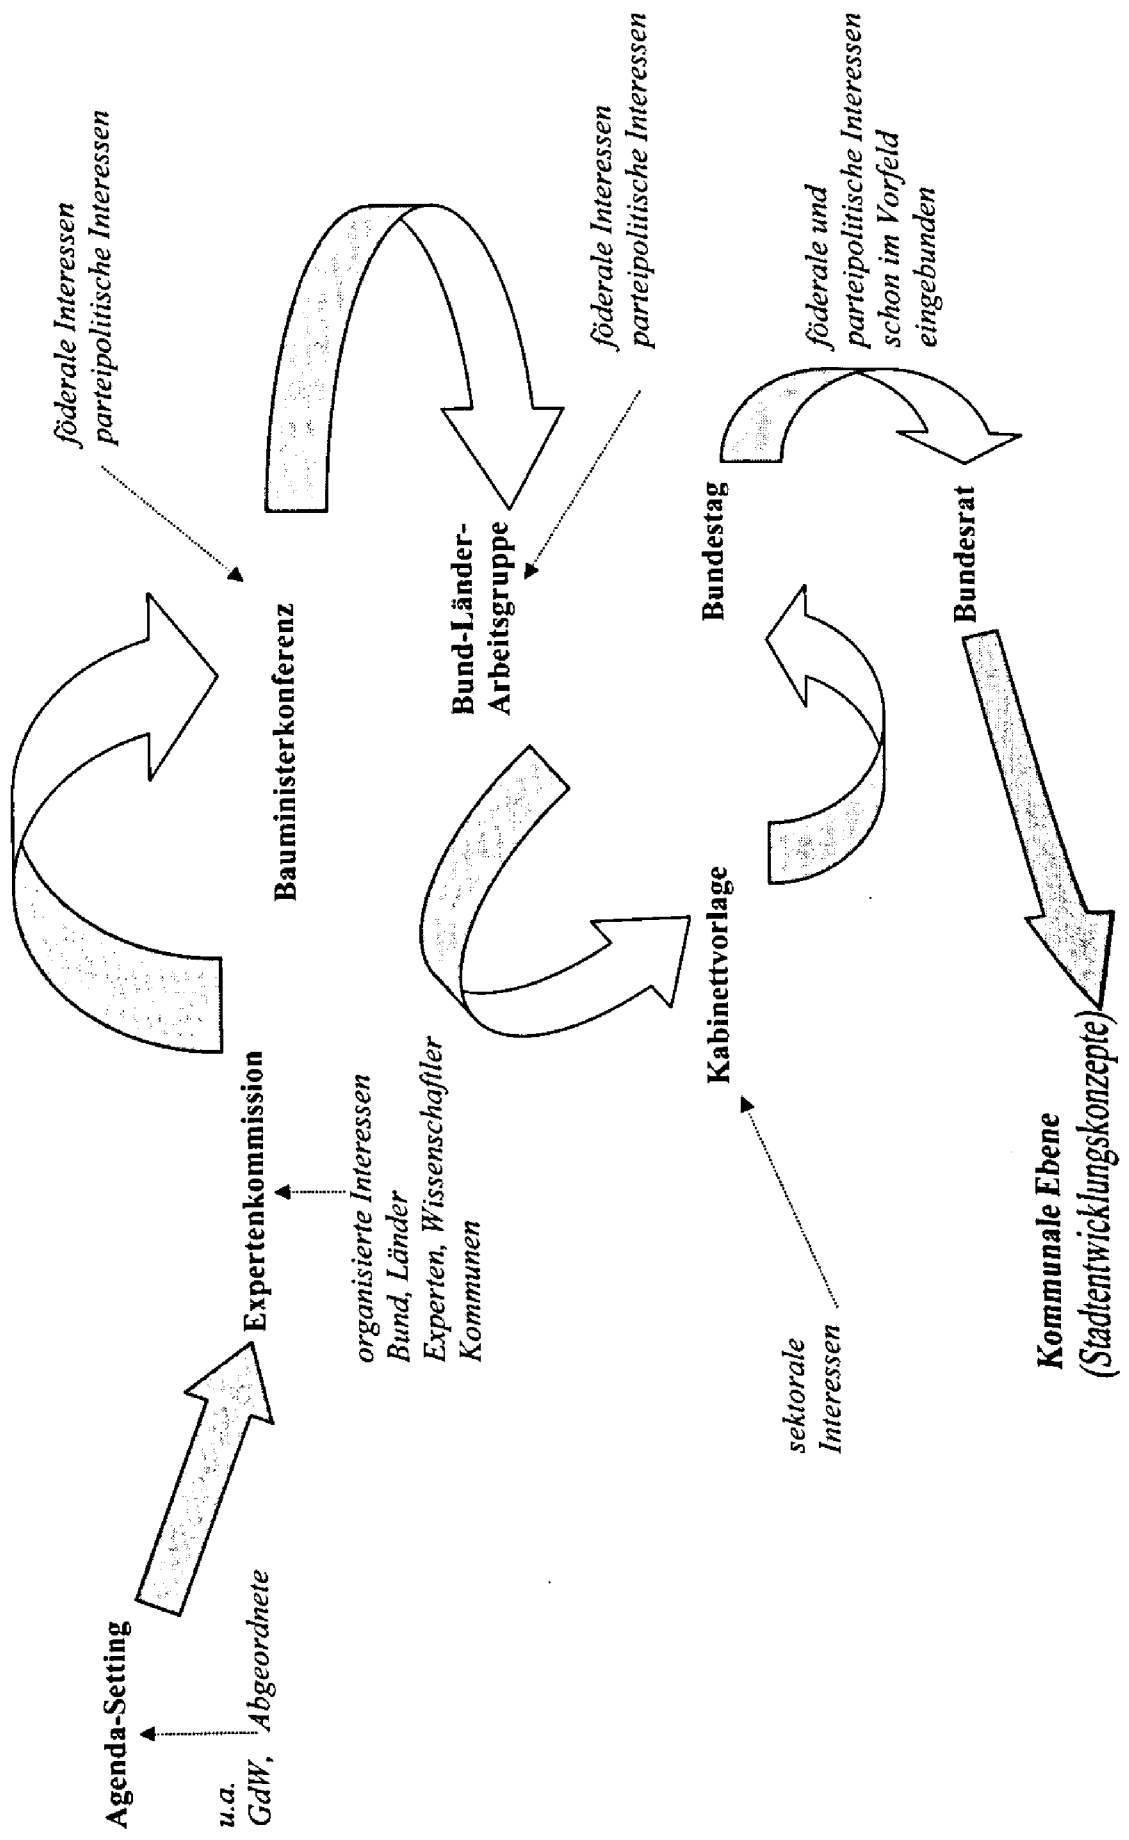 Agenda-Setting
u.a.
GdW, Abgeordnete
Expertenkommission
organisierte Interessen
Bund, Länder
Experten, Wissenschaftler
Kommunen
föderale Interessen
parteipolitische Interessen
Bauministerkonferenz
Bund-Länder-
Arbeitsgruppe
föderale Interessen
parteipolitische Interessen
sektorale
Interessen
Kabinettvorlage
Bundestag
föderale und
parteipolitische Interessen
schon im Vorfeld
eingebunden
Bundesrat
Kommunale Ebene
(Stadtentwicklungskonzepte)